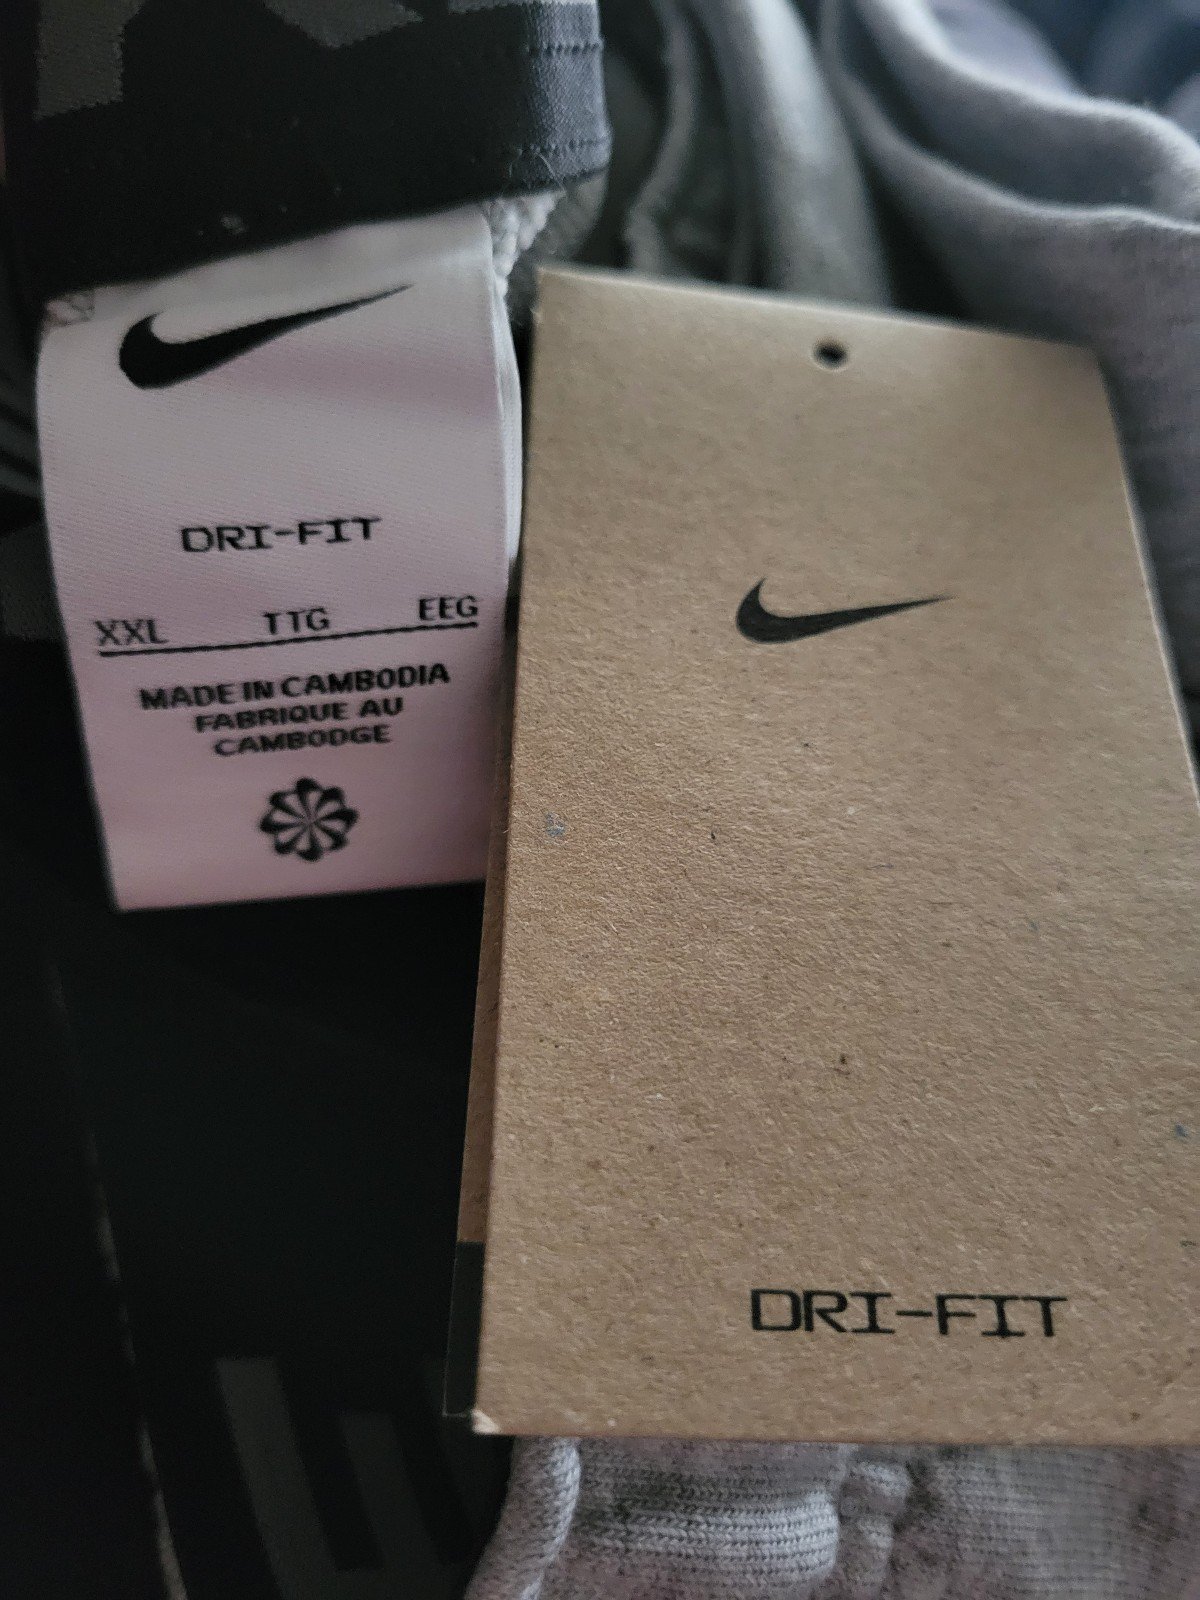 DRI-FIT
XXL TTG EEG
MADE IN CAMBODIA
FABRIQUE AU
CAMBODGE
DRI-FIT